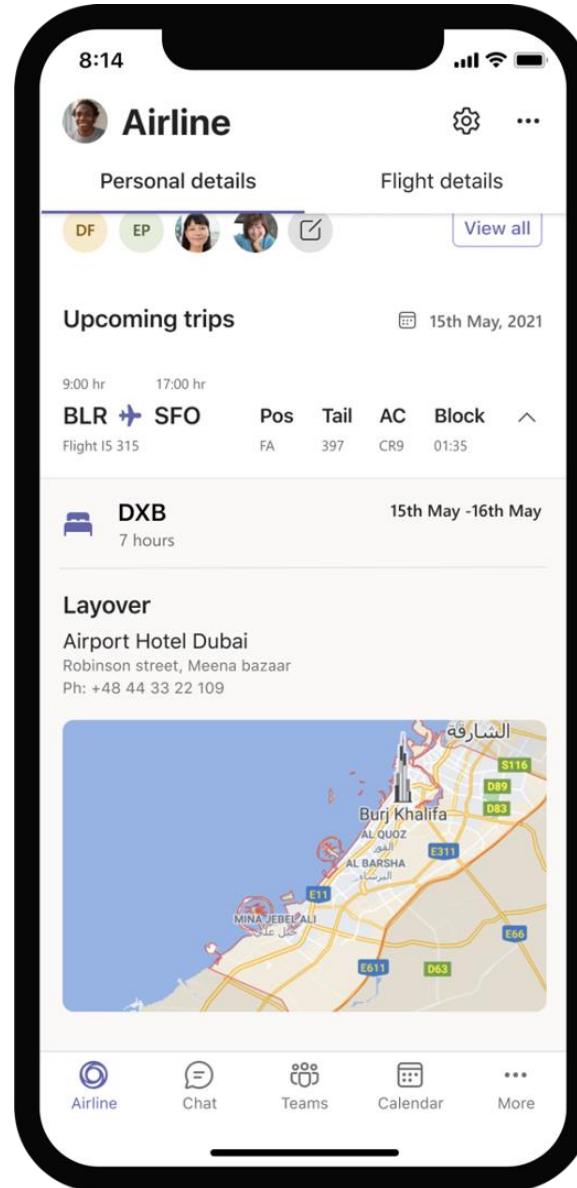 8:14
Airline
Personal details Flight details
DF EP View all
Upcoming trips 15th May, 2021
9:00 hr 17:00 hr
BLR SFO Pos Tail AC Block
Flight I5 315 FA 397 CR9 01:35
DXB 15th May -16th May
7 hours
Layover
Airport Hotel Dubai
Robinson street, Meena bazaar
Ph: +48 44 33 22 109
الشارقة
S116
D89
Burj Khalifa D83
AL QUOZ
القوز
E311
AL BARSHA
البرشاء
E11
MINA JEBEL ALI
جبل علي
E66
E611 D63
Airline Chat Teams Calendar More